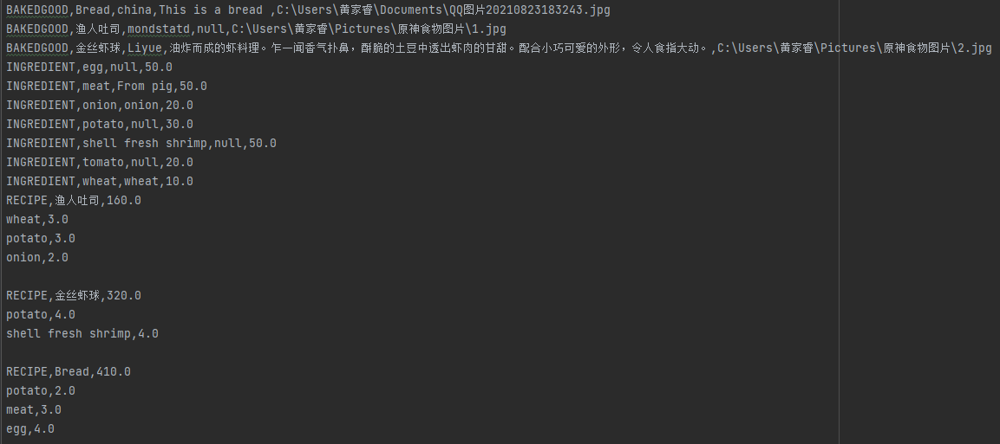 BAKEDGOOD,Bread,china,This is a bread ,C:\Users\黄家睿\Documents\QQ图片20210823183243.jpg
BAKEDGOOD,渔人吐司,mondstatd,null,C:\Users\黄家睿\Pictures\原神食物图片\1.jpg
BAKEDGOOD,金丝虾球,Liyue,油炸而成的虾料理。乍一闻香气扑鼻，酥脆的土豆中透出虾肉的甘甜。配合小巧可爱的外形，令人食指大动。,C:\Users\黄家睿\Pictures\原神食物图片\2.jpg
INGREDIENT,egg,null,50.0
INGREDIENT,meat,From pig,50.0
INGREDIENT,onion,onion,20.0
INGREDIENT,potato,null,30.0
INGREDIENT,shell fresh shrimp,null,50.0
INGREDIENT,tomato,null,20.0
INGREDIENT,wheat,wheat,10.0
RECIPE,渔人吐司,160.0
wheat,3.0
potato,3.0
onion,2.0
RECIPE,金丝虾球,320.0
potato,4.0
shell fresh shrimp,4.0
RECIPE,Bread,410.0
potato,2.0
meat,3.0
egg,4.0